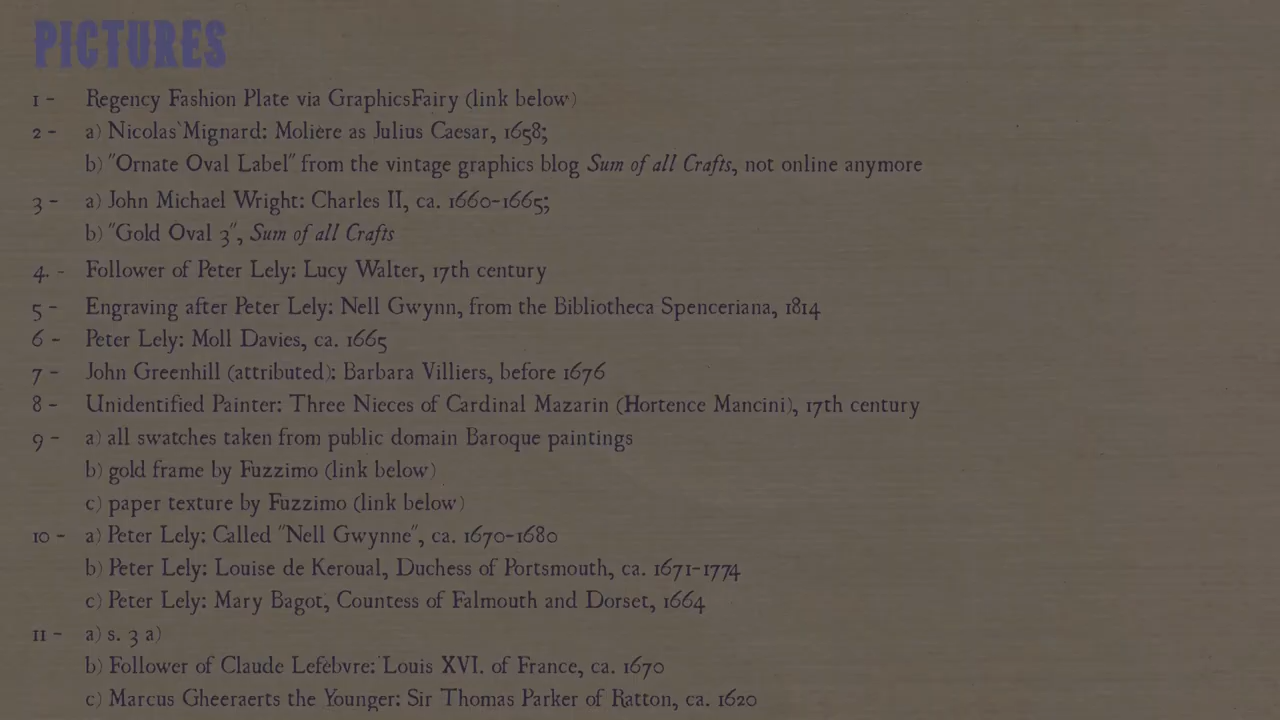 PICTURES
1 - Regency Fashion Plate via GraphicsFairy (link below)
2 - a) Nicolas Mignard: Molière as Julius Caesar, 1658;
b) "Ornate Oval Label" from the vintage graphics blog Sum of all Crafts, not online anymore
3 - a) John Michael Wright: Charles II, ca. 1660-1665;
b) "Gold Oval 3", Sum of all Crafts
4. - Follower of Peter Lely: Lucy Walter, 17th century
5 - Engraving after Peter Lely: Nell Gwynn, from the Bibliotheca Spenceriana, 1814
6 - Peter Lely: Moll Davies, ca. 1665
7 - John Greenhill (attributed): Barbara Villiers, before 1676
8 - Unidentified Painter: Three Nieces of Cardinal Mazarin (Hortence Mancini), 17th century
9 - a) all swatches taken from public domain Baroque paintings
b) gold frame by Fuzzimo (link below)
c) paper texture by Fuzzimo (link below)
10 - a) Peter Lely: Called "Nell Gwynne", ca. 1670-1680
b) Peter Lely: Louise de Keroual, Duchess of Portsmouth, ca. 1671-1774
c) Peter Lely: Mary Bagot, Countess of Falmouth and Dorset, 1664
11 - a) s. 3 a)
b) Follower of Claude Lefèbvre: Louis XVI. of France, ca. 1670
c) Marcus Gheeraerts the Younger: Sir Thomas Parker of Ratton, ca. 1620